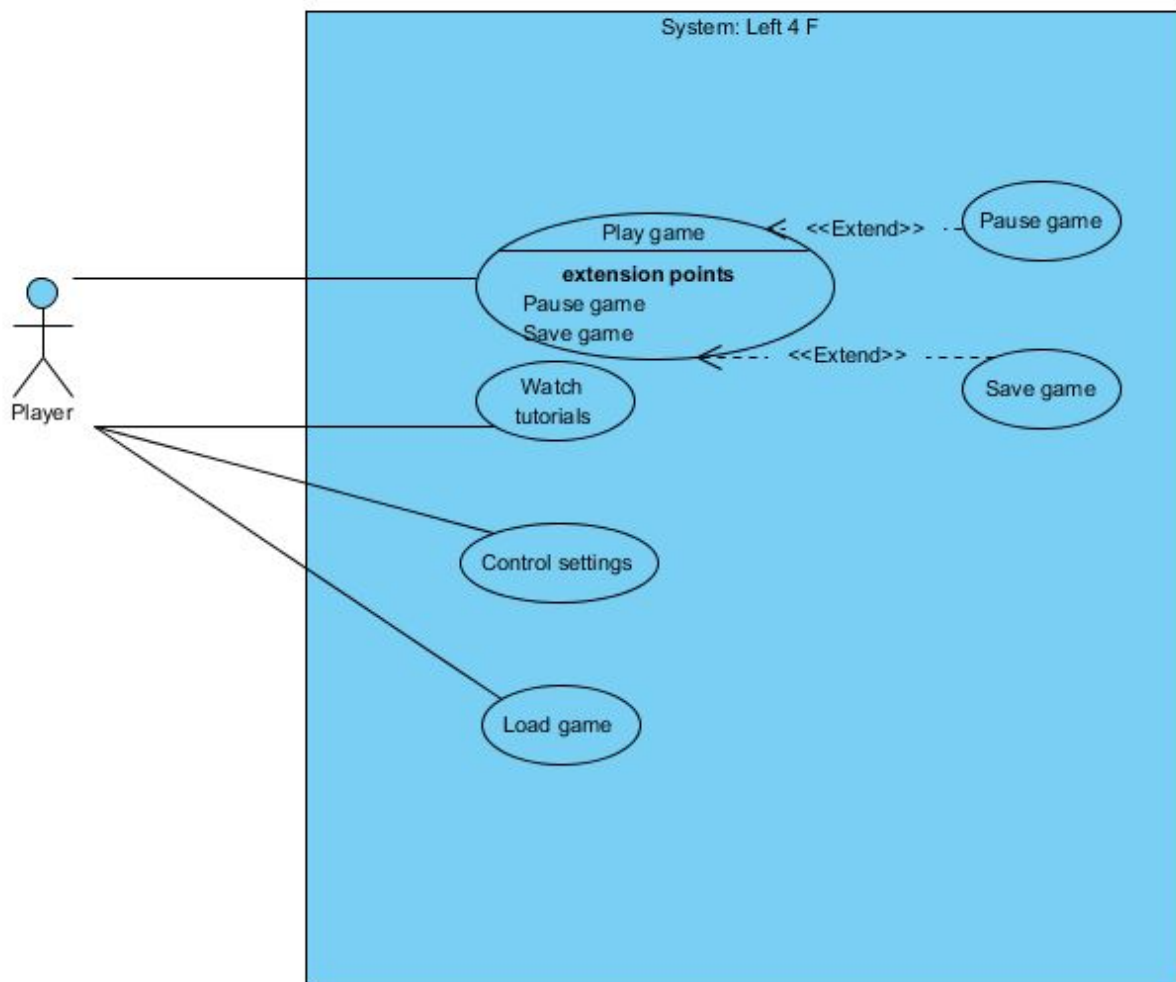 System: Left 4 F
Play game
<<Extend>>
Pause game
extension points
Pause game
Save game
<<Extend>>
Save game
Watch
tutorials
Player
Control settings
Load game